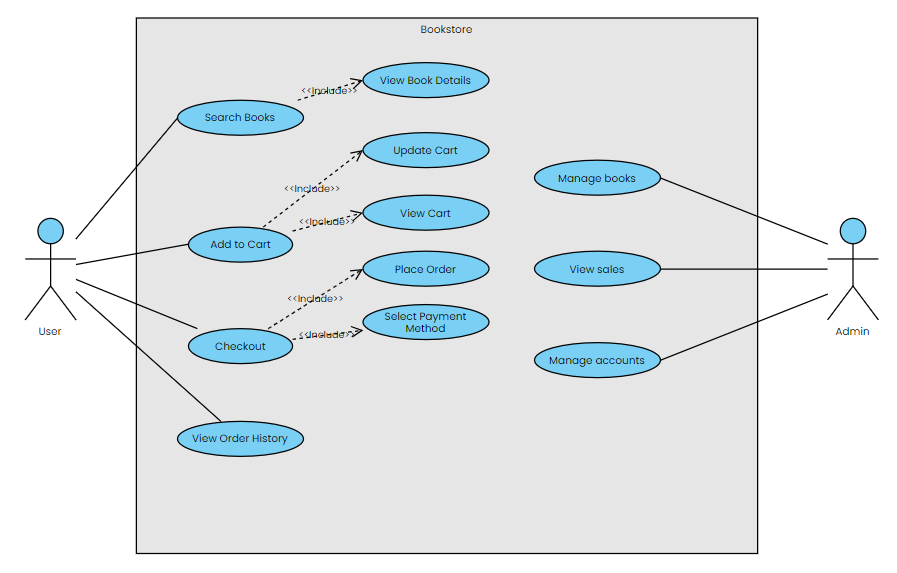 Bookstore
View Book Details
<<Include>>
Search Books
Update Cart
Manage books
<<Include>>
View Cart
<<Include>>
Add to Cart
Place Order
View sales
<<Include>>
Select Payment
Method
User
Admin
<<Include>>
Checkout
Manage accounts
View Order History